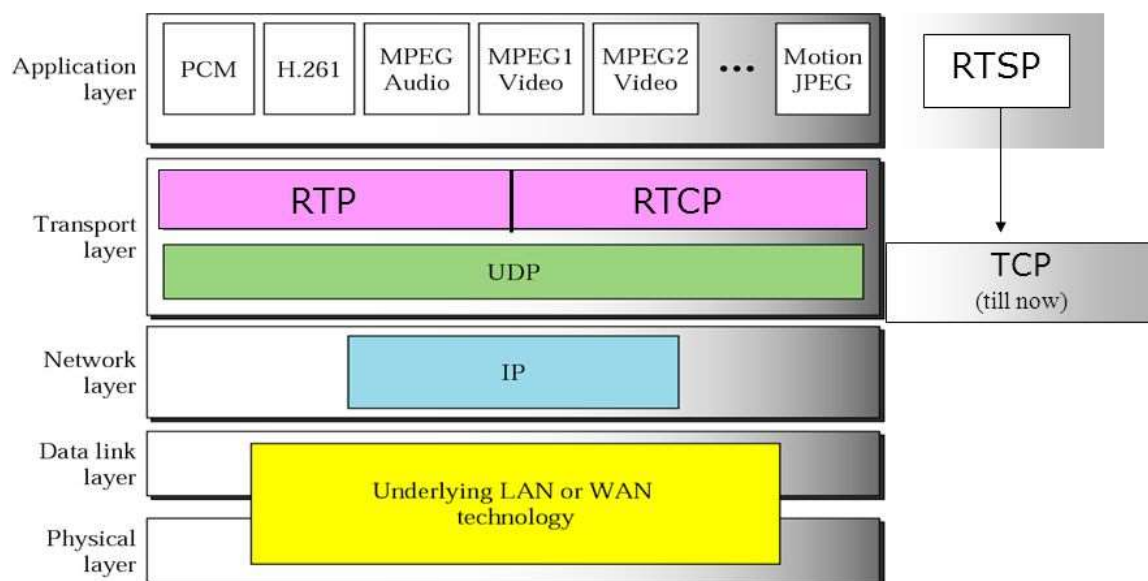 Application
layer
PCM
H.261
MPEG
Audio
MPEG1
Video
MPEG2
Video
•••
Motion
JPEG
RTSP
Transport
layer
RTP
RTCP
UDP
TCP
(till now)
Network
layer
IP
Data link
layer
Underlying LAN or WAN
technology
Physical
layer